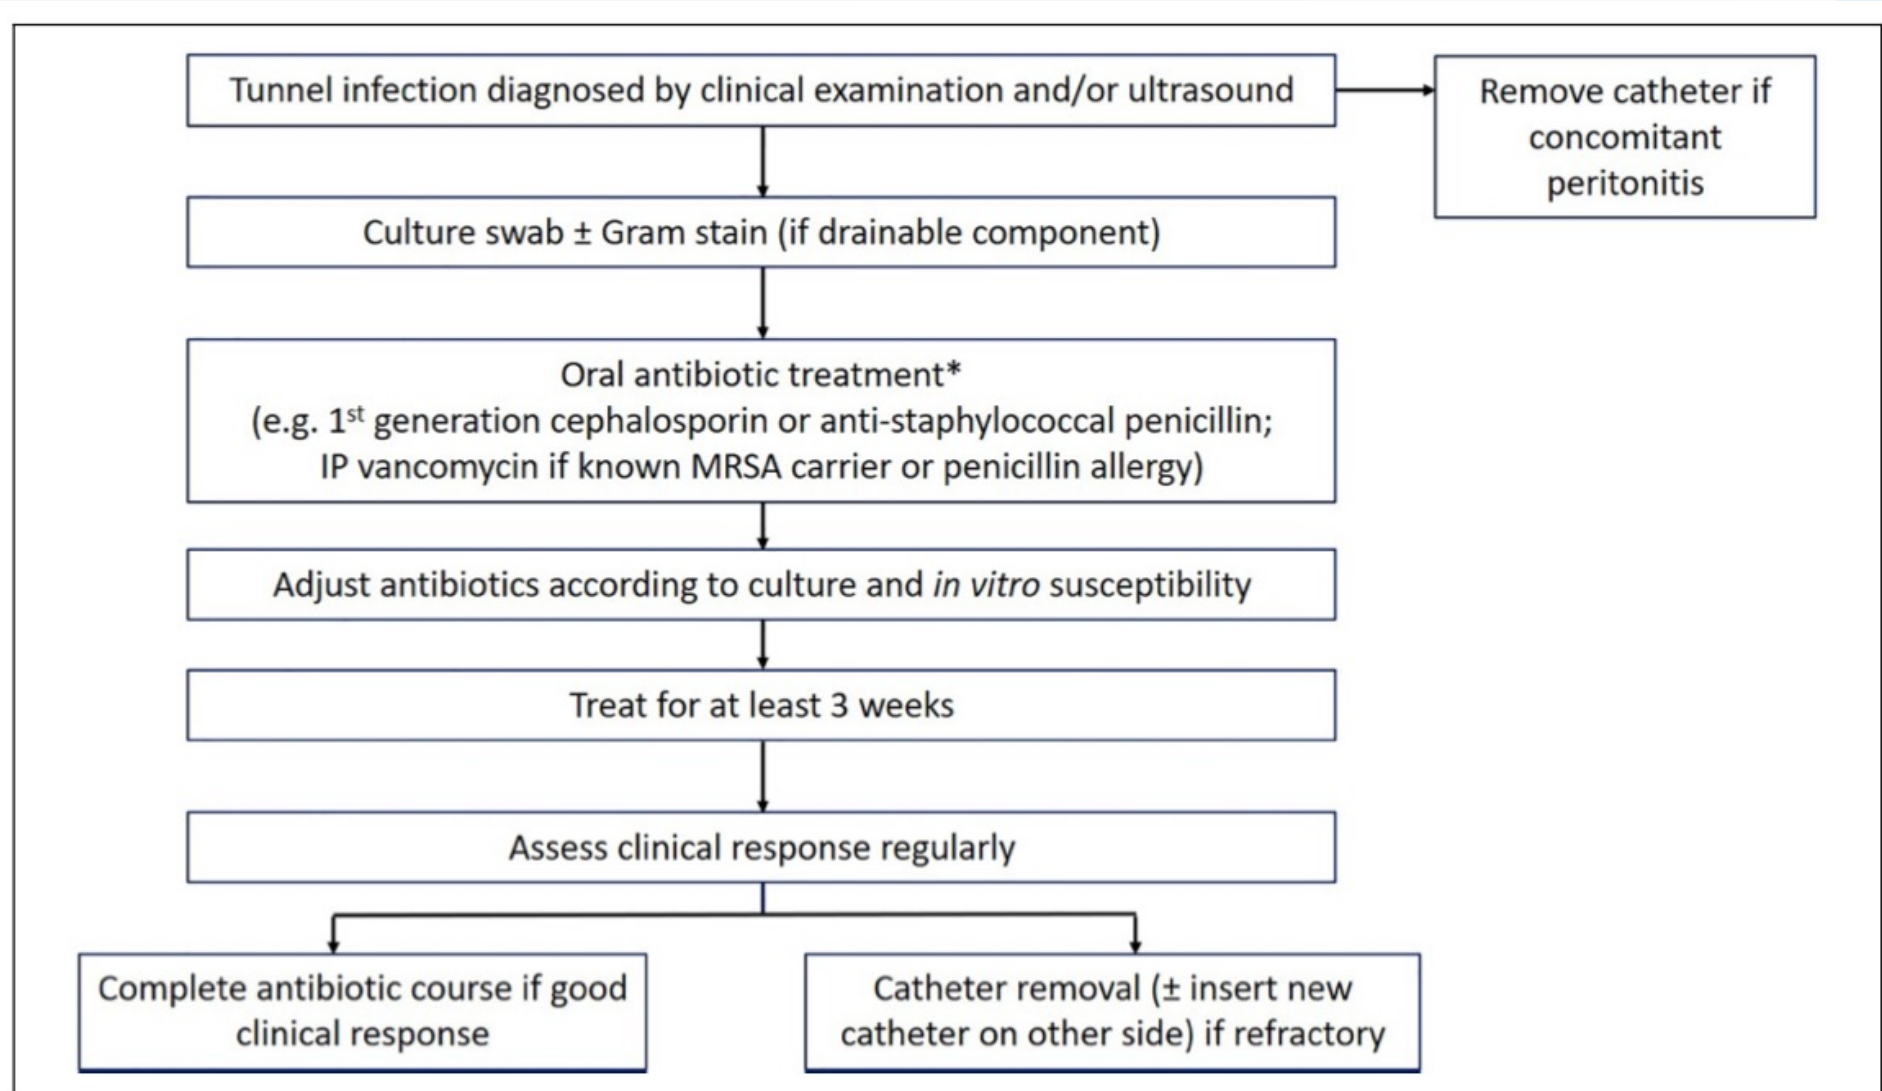 Tunnel infection diagnosed by clinical examination and/or ultrasound
Remove catheter if
concomitant
peritonitis
Culture swab ± Gram stain (if drainable component)
Oral antibiotic treatment*
(e.g. 1st generation cephalosporin or anti-staphylococcal penicillin;
IP vancomycin if known MRSA carrier or penicillin allergy)
Adjust antibiotics according to culture and in vitro susceptibility
Treat for at least 3 weeks
Assess clinical response regularly
Complete antibiotic course if good
clinical response
Catheter removal (± insert new
catheter on other side) if refractory